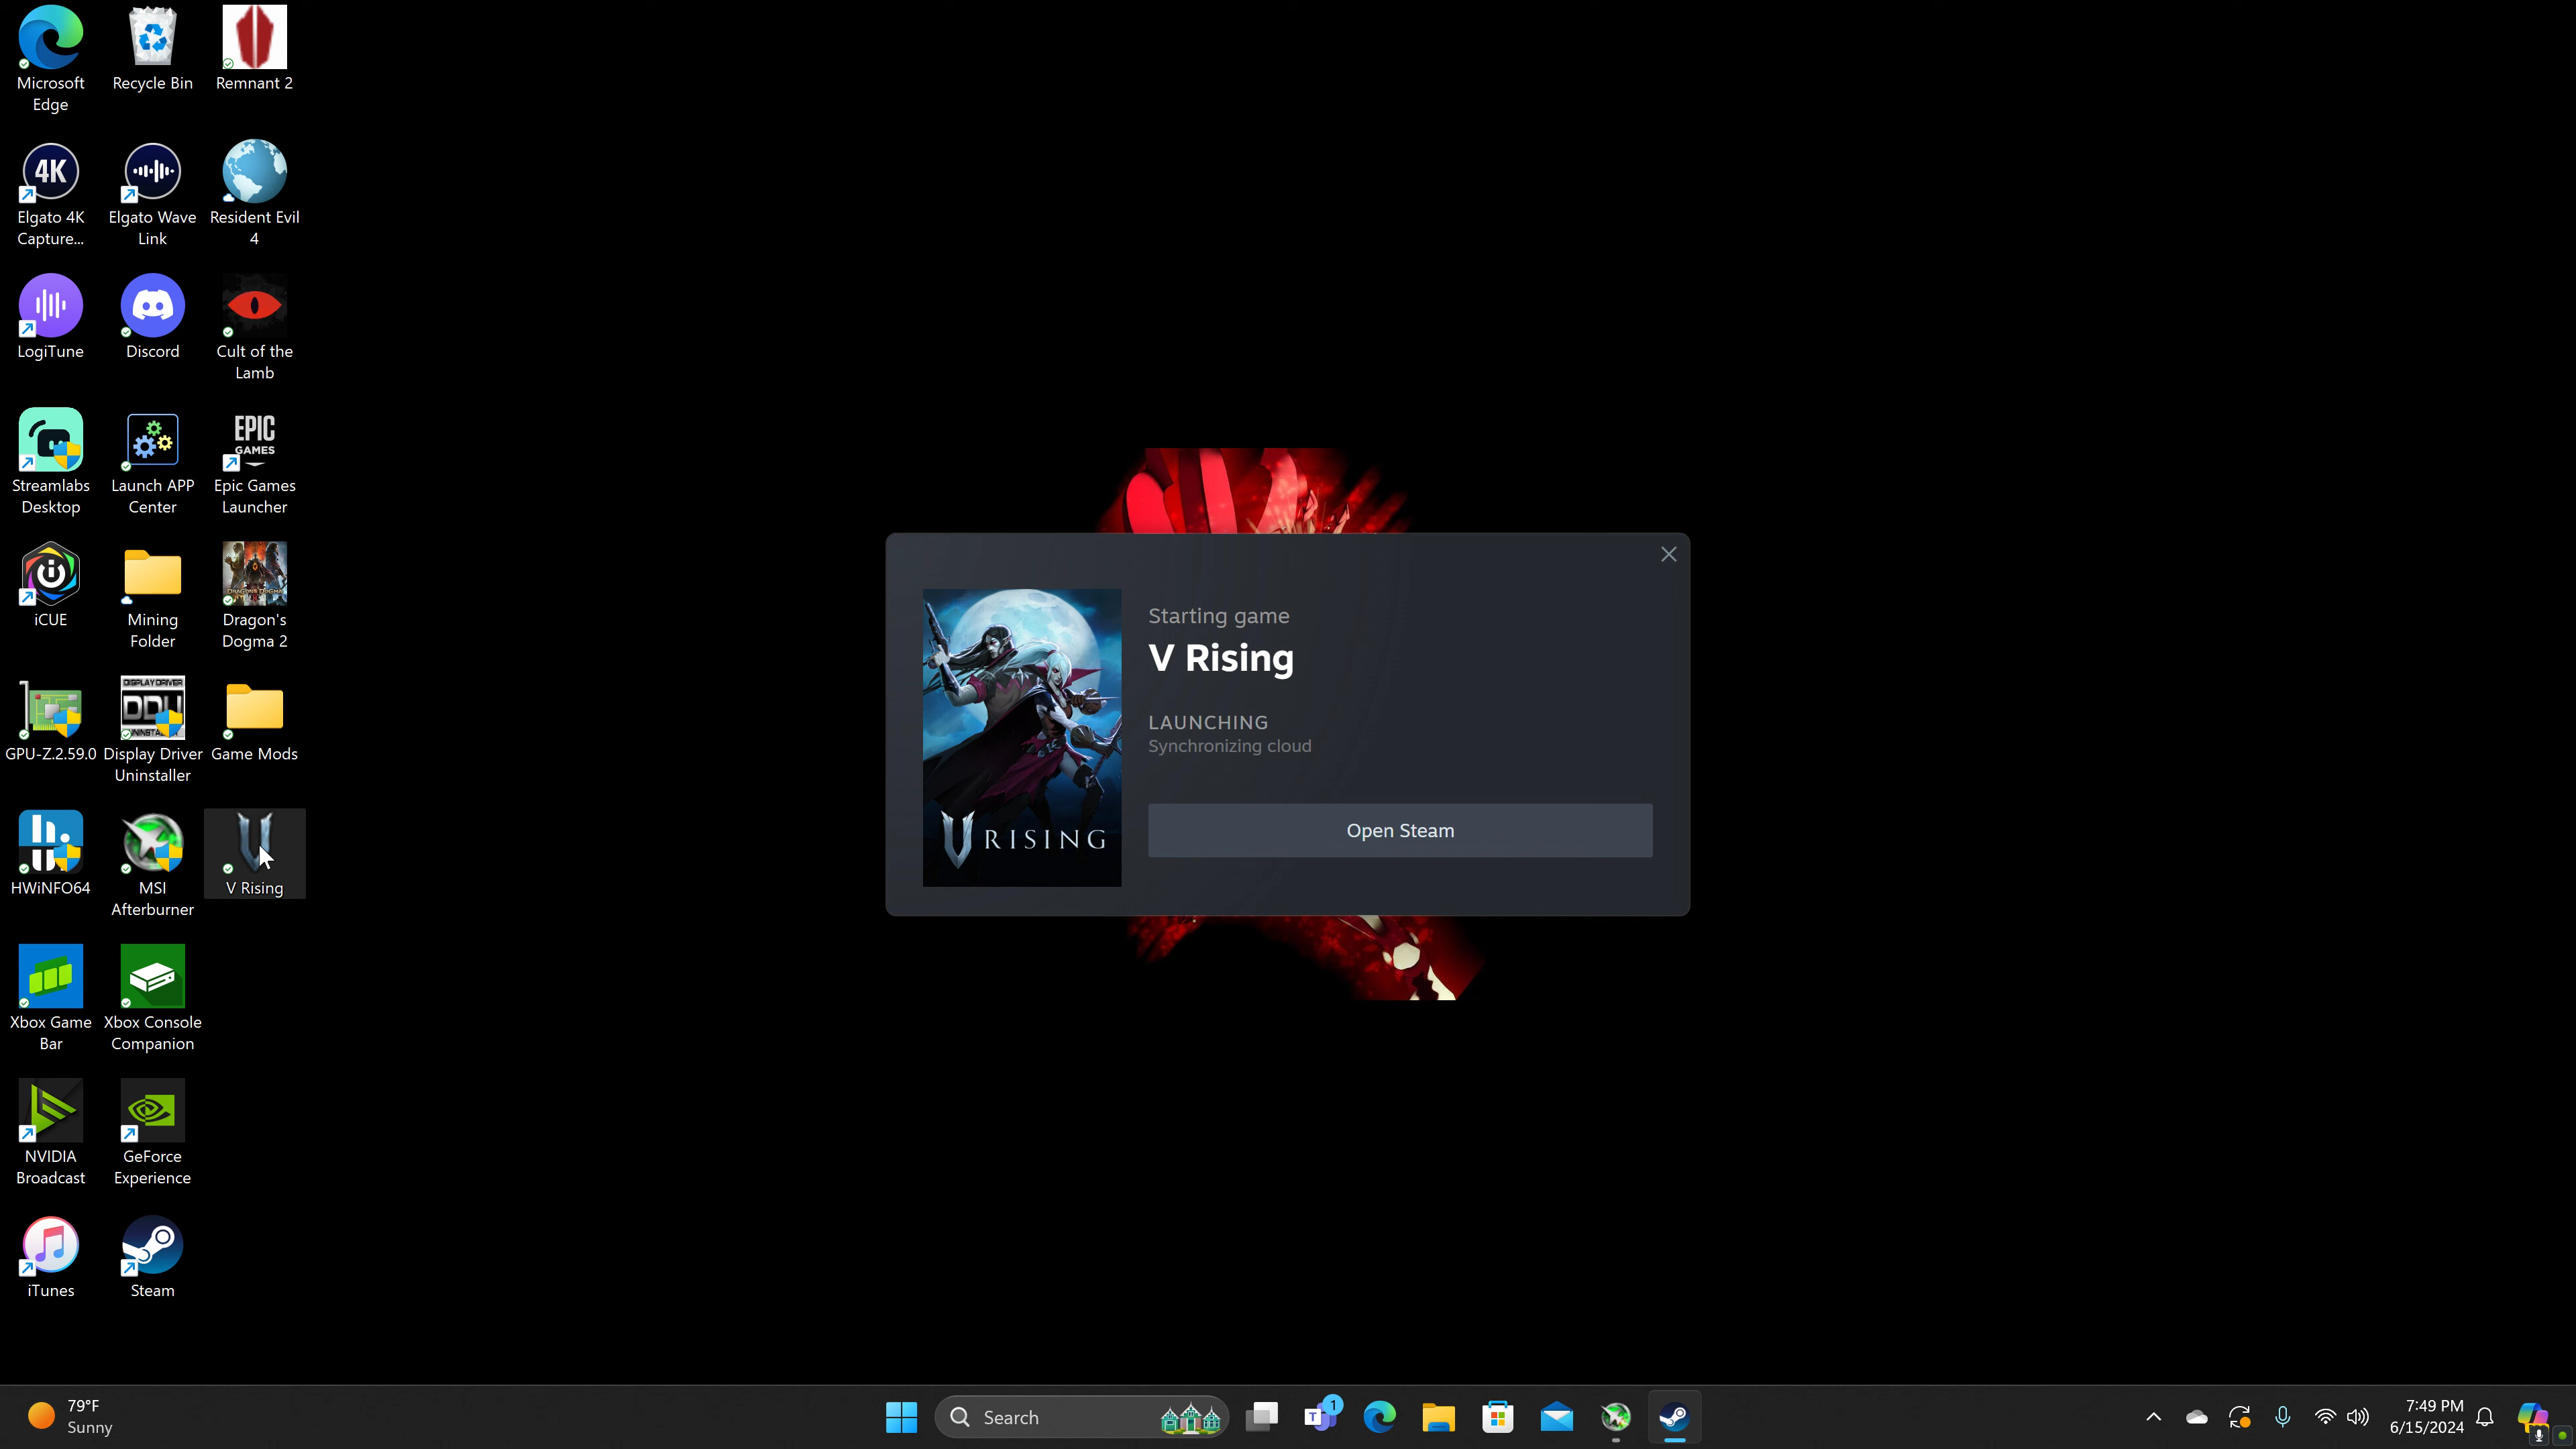 Microsoft
Edge
Recycle Bin
Remnant 2
4K
Elgato 4K
Capture...
Elgato Wave
Link
Resident Evil
4
LogiTune
Discord
Cult of the
Lamb
Streamlabs
Desktop
Launch APP
Center
EPIC
GAMES
Epic Games
Launcher
iCUE
Mining
Folder
Dragon's
Dogma 2
GPU-Z.2.59.0
DISPLAY DRIVER
DDU
Display Driver
Uninstaller
Game Mods
HWiNFO64
MSI
Afterburner
V Rising
Xbox Game
Bar
Xbox Console
Companion
NVIDIA
Broadcast
GeForce
Experience
iTunes
Steam
Starting game
V Rising
LAUNCHING
Synchronizing cloud
Open Steam
V RISING
79°F
Sunny
Search
1
7:49 PM
6/15/2024